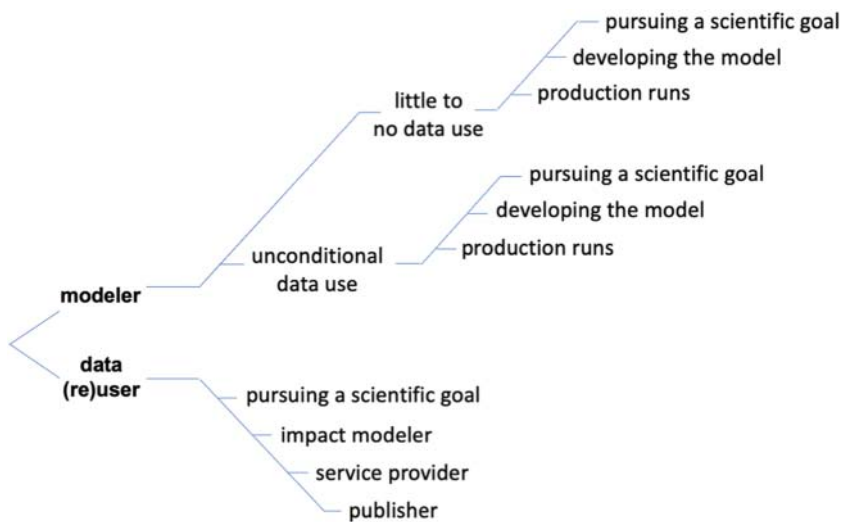 pursuing a scientific goal
developing the model
production runs
little to
no data use
pursuing a scientific goal
developing the model
production runs
unconditional
data use
modeler
data
(re)user
pursuing a scientific goal
impact modeler
service provider
publisher